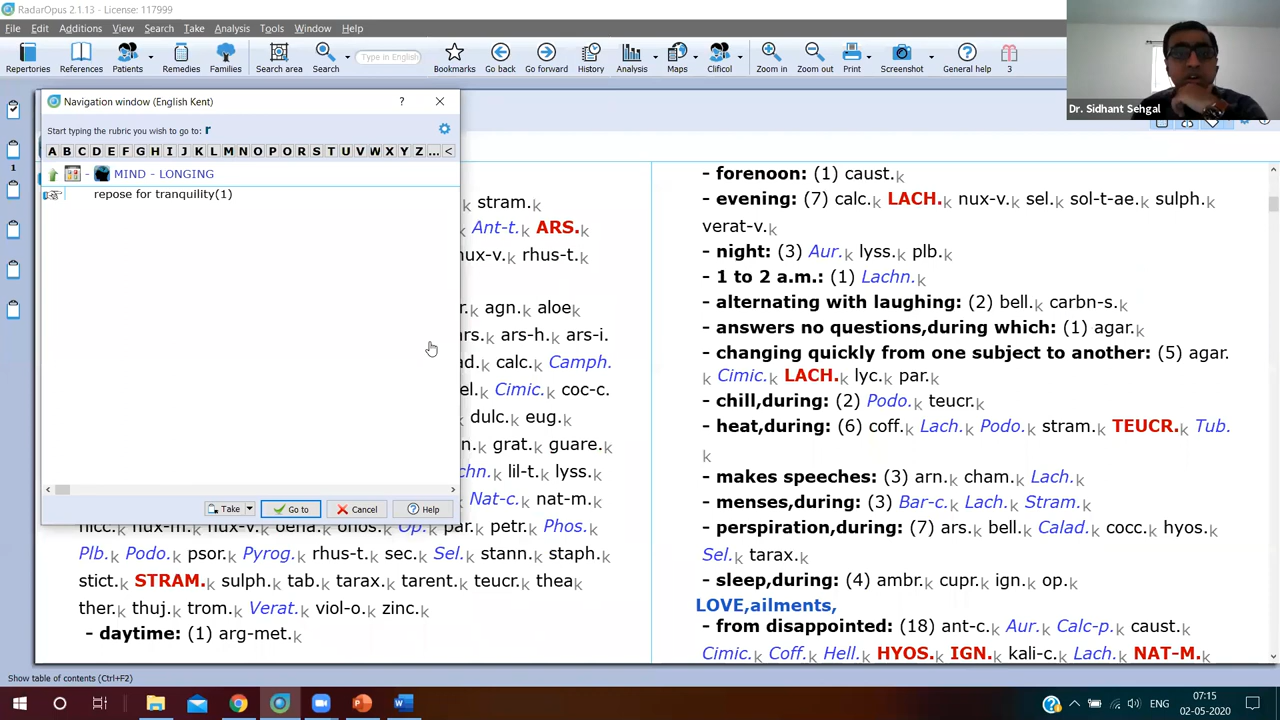 RadarOpus 2.1.13 - License: 117999
File Edit Additions View Search Take Analysis Tools Window Help
Repertories References Patients Remedies Families Search area Search Type in English Bookmarks Go back Go forward History Analysis Maps Clificol Zoom in Zoom out Print Screenshot General help 3
Dr. Sidhant Sehgal
Navigation window (English Kent) ?
Start typing the rubric you wish to go to: r
A B C D E F G H I J K L M N O P Q R S T U V W X Y Z ... <
- MIND - LONGING
repose for tranquility(1)
Take Go to Cancel Help
1
stram.k
Ant-t.k ARS.k
nux-v.k rhus-t.k
r.k agn.k aloek
ars.k ars-h.k ars-i.
ad.k calc.k Camph.k
el.k Cimic.k coc-c.
dulc.k eug.k
n.k grat.k guare.k
chn.k lil-t.k lyss.k
Nat-c.k nat-m.k
nicc.k nux-m.k nux-v.k oena.k onos.k Op.k par.k petr.k Phos.k
Plb.k Podo.k psor.k Pyrog.k rhus-t.k sec.k Sel.k stann.k staph.k
stict.k STRAM.k sulph.k tab.k tarax.k tarent.k teucr.k theak
ther.k thuj.k trom.k Verat.k viol-o.k zinc.k
- daytime: (1) arg-met.k
- forenoon: (1) caust.k
- evening: (7) calc.k LACH.k nux-v.k sel.k sol-t-ae.k sulph.k
verat-v.k
- night: (3) Aur.k lyss.k plb.k
- 1 to 2 a.m.: (1) Lachn.k
- alternating with laughing: (2) bell.k carbn-s.k
- answers no questions,during which: (1) agar.k
- changing quickly from one subject to another: (5) agar.
k Cimic.k LACH.k lyc.k par.k
- chill,during: (2) Podo.k teucr.k
- heat,during: (6) coff.k Lach.k Podo.k stram.k TEUCR.k Tub.
k
- makes speeches: (3) arn.k cham.k Lach.k
- menses,during: (3) Bar-c.k Lach.k Stram.k
- perspiration,during: (7) ars.k bell.k Calad.k cocc.k hyos.k
Sel.k tarax.k
- sleep,during: (4) ambr.k cupr.k ign.k op.k
LOVE,ailments,
- from disappointed: (18) ant-c.k Aur.k Calc-p.k caust.k
Cimic.k Coff.k Hell.k HYOS.k IGN.k kali-c.k Lach.k NAT-M.k
Show table of contents (Ctrl+F2)
ENG
07:15
02-05-2020